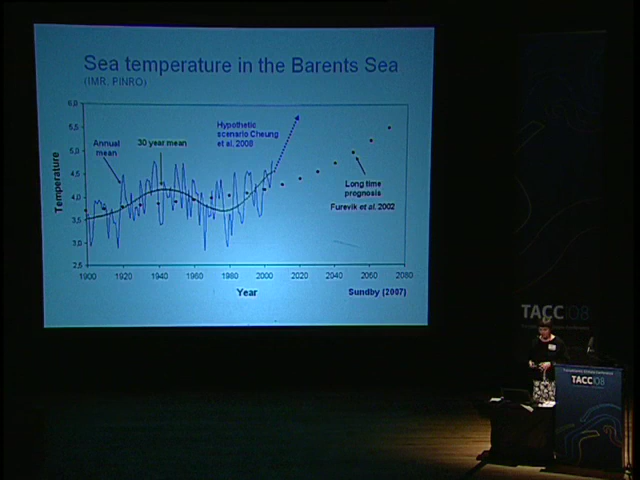 Sea temperature in the Barents Sea
(IMR, PINRO)
6,0
5,5
5,0
4,5
4,0
3,5
3,0
2,5
Temperature
Annual
mean
30 year mean
Hypothetic
scenario Cheung
et al. 2008
Long time
prognosis
Furevik et al. 2002
1900 1920 1940 1960 1980 2000 2020 2040 2060 2080
Year
Sundby (2007)
TACC08
TACC08